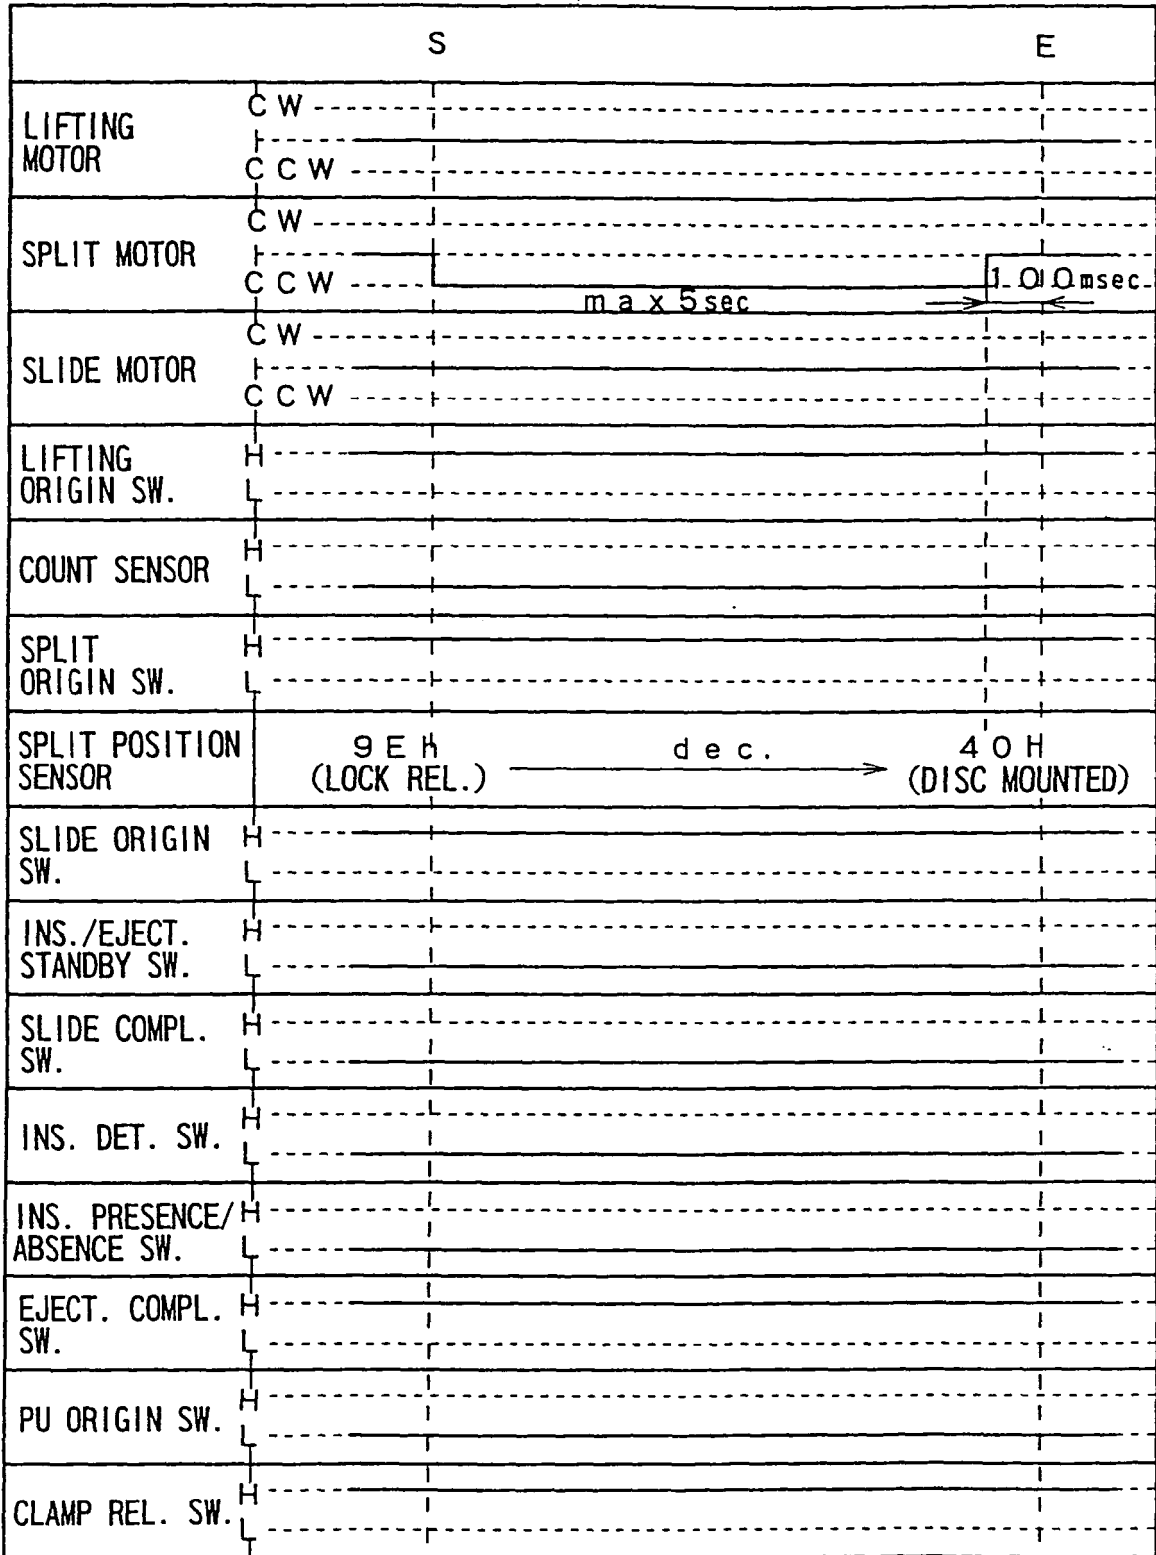 S E
LIFTING MOTOR CW CCW
SPLIT MOTOR CW CCW max 5sec 100msec
SLIDE MOTOR CW CCW
LIFTING ORIGIN SW. H L
COUNT SENSOR H L
SPLIT ORIGIN SW. H L
SPLIT POSITION SENSOR 9EH (LOCK REL.) dec. 40H (DISC MOUNTED)
SLIDE ORIGIN SW. H L
INS./EJECT. STANDBY SW. H L
SLIDE COMPL. SW. H L
INS. DET. SW. H L
INS. PRESENCE/ ABSENCE SW. H L
EJECT. COMPL. SW. H L
PU ORIGIN SW. H L
CLAMP REL. SW. H L